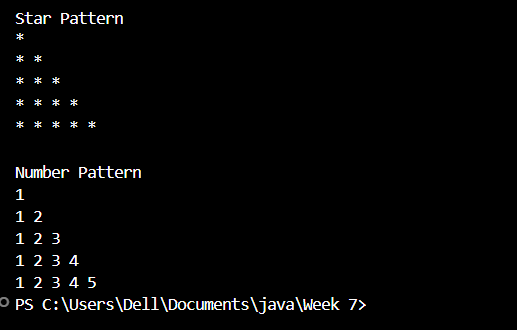 Star Pattern
*
* *
* * *
* * * *
* * * * *
Number Pattern
1
1 2
1 2 3
1 2 3 4
1 2 3 4 5
PS C:\Users\Dell\Documents\java\Week 7>